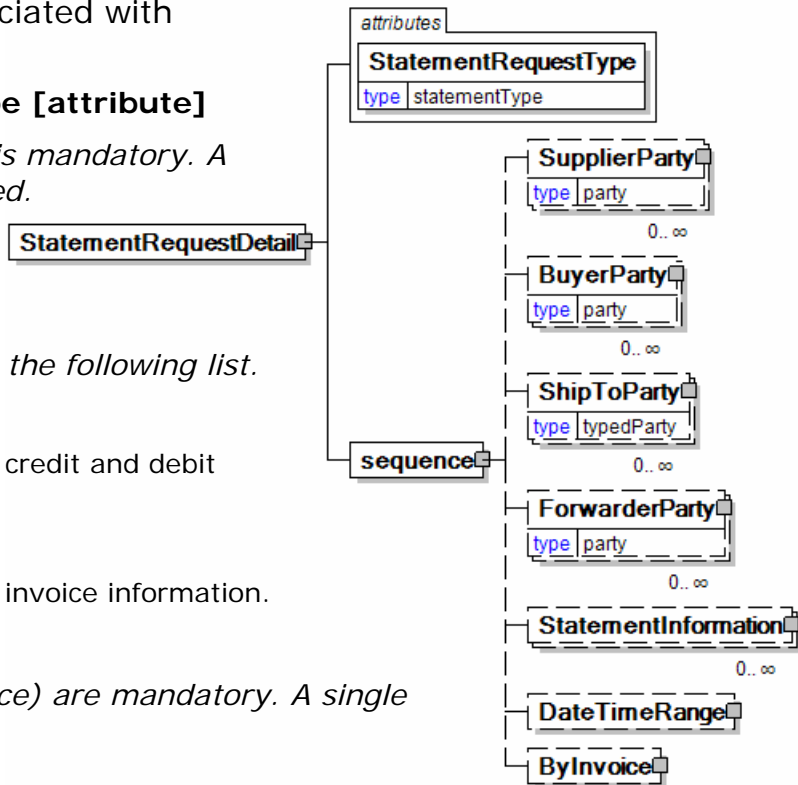 ciated with
e [attribute]
is mandatory. A
ed.
the following list.
credit and debit
invoice information.
ce) are mandatory. A single
attributes
StatementRequestType
type statementType
StatementRequestDetail
sequence
SupplierParty
type party
0.. ∞
BuyerParty
type party
0.. ∞
ShipToParty
type typedParty
0.. ∞
ForwarderParty
type party
0.. ∞
StatementInformation
0.. ∞
DateTimeRange
ByInvoice